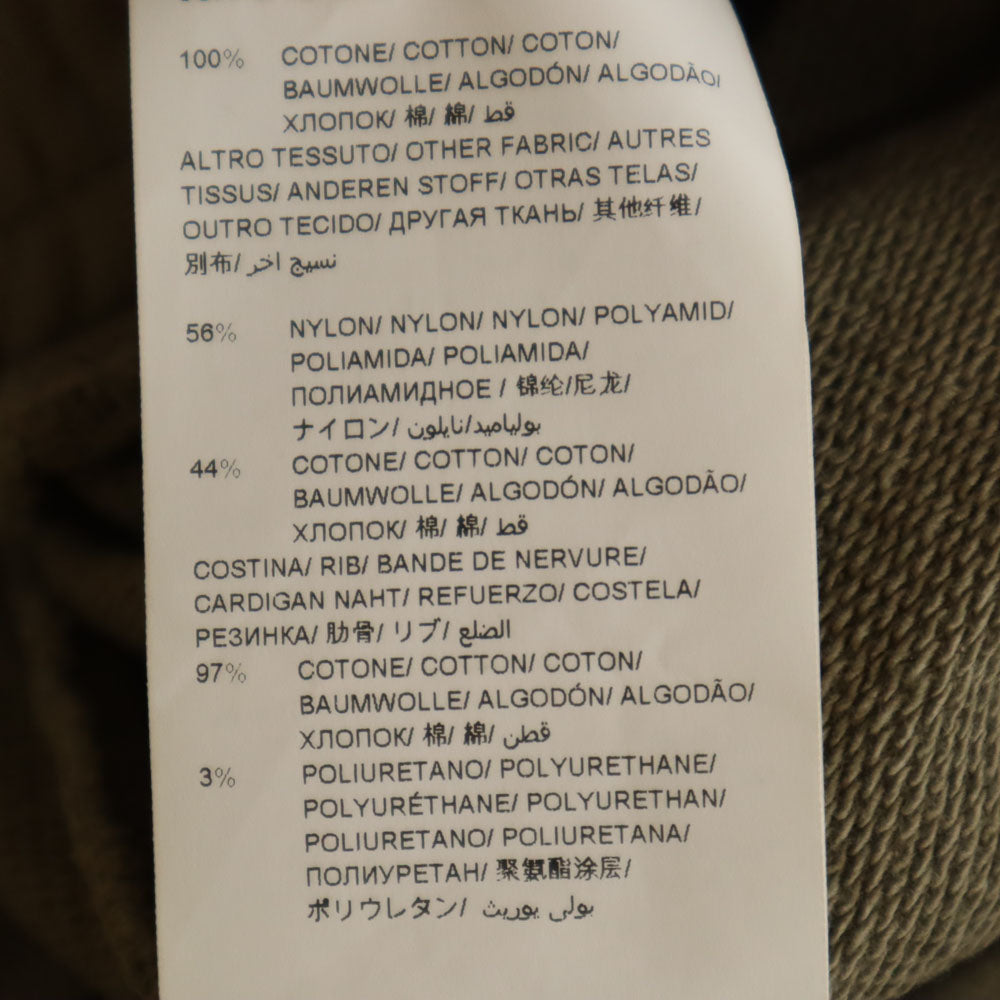 100% COTONE/ COTTON/ COTON/
BAUMWOLLE/ ALGODÓN/ ALGODÃO/
ХЛОПОК/ 棉/ 綿/ قط
ALTRO TESSUTO/ OTHER FABRIC/ AUTRES
TISSUS/ ANDEREN STOFF/ OTRAS TELAS/
OUTRO TECIDO/ ДРУГАЯ ТКАНЬ/ 其他纤维/
別布/ نسيج اخر
56% NYLON/ NYLON/ NYLON/ POLYAMID/
POLIAMIDA/ POLIAMIDA/
ПОЛИАМИДНОЕ / 锦纶/尼龙/
ナイロン/ بولياميد/نايلون
44% COTONE/ COTTON/ COTON/
BAUMWOLLE/ ALGODÓN/ ALGODÃO/
ХЛОПОК/ 棉/ 綿/ قط
COSTINA/ RIB/ BANDE DE NERVURE/
CARDIGAN NAHT/ REFUERZO/ COSTELA/
РЕЗИНКА/ 肋骨/ リブ/ الضلع
97% COTONE/ COTTON/ COTON/
BAUMWOLLE/ ALGODÓN/ ALGODÃO/
ХЛОПОК/ 棉/ 綿/ قطن
3% POLIURETANO/ POLYURETHANE/
POLYURÉTHANE/ POLYURETHAN/
POLIURETANO/ POLIURETANA/
ПОЛИУРЕТАН/ 聚氨酯涂层/
ポリウレタン/ بولى يوريث